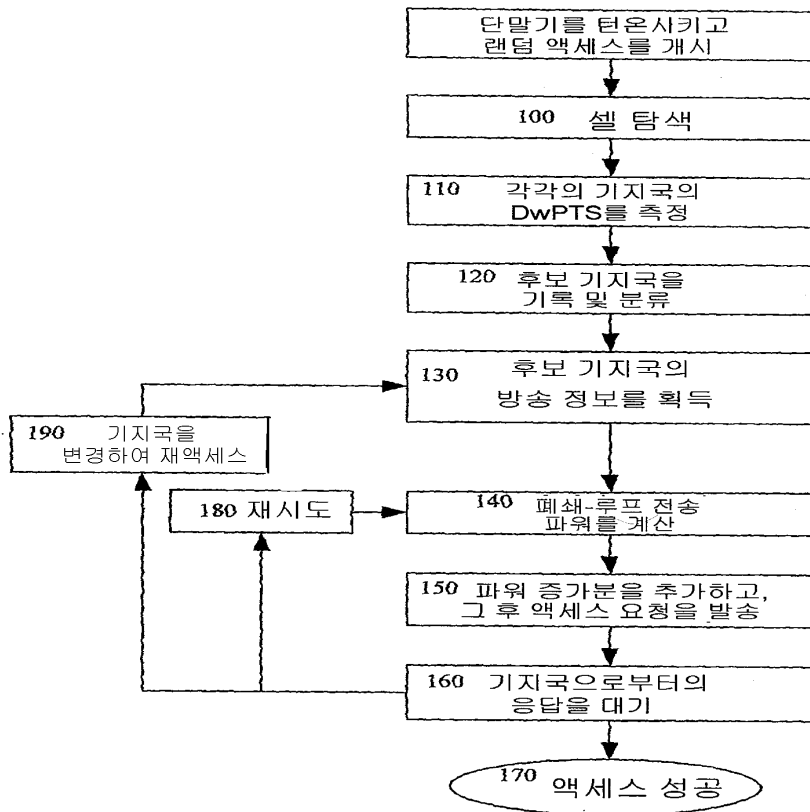 단말기를 턴온사키고
랜덤 액세스를 개시
100 셀 탐색
110 각각의 기지국의
DwPTS를 측정
120 후보 기지국을
기록 및 분류
130 후보 기지국의
방송 정보를 획득
190 기지국을
변경하여 재액세스
180 재시도
140 폐쇄-루프 전송
파워를 계산
150 파워 증가분을 추가하고,
그 후 액세스 요청을 발송
160 기지국으로부터의
응답을 대기
170 액세스 성공